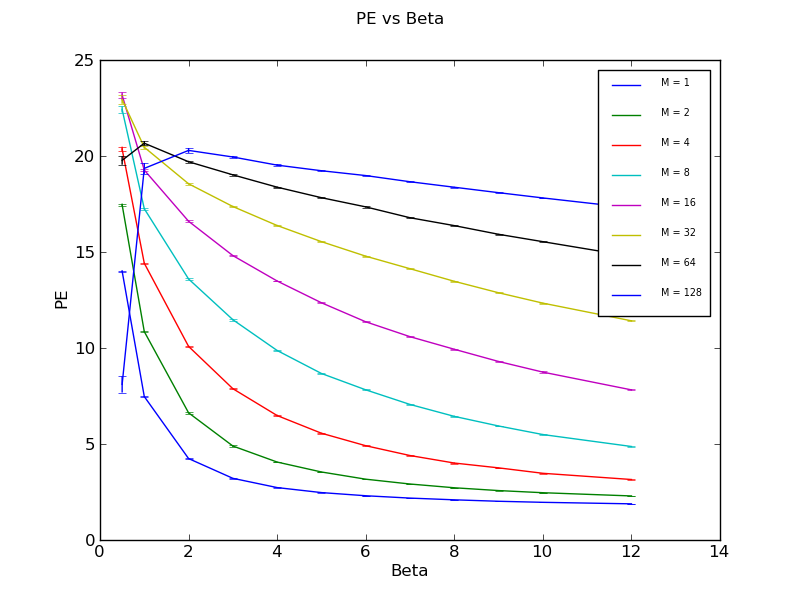 PE vs Beta
25
20
15
10
5
0
PE
0 2 4 6 8 10 12 14
Beta
M = 1
M = 2
M = 4
M = 8
M = 16
M = 32
M = 64
M = 128